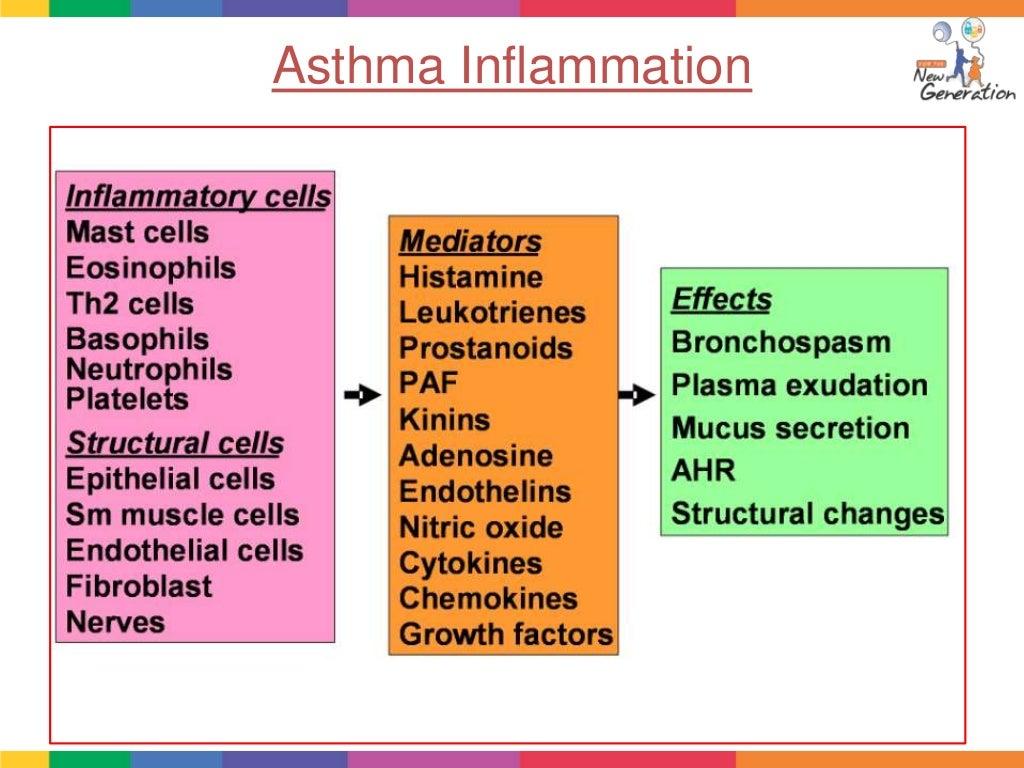 Asthma Inflammation
New
Generation
Inflammatory cells
Mast cells
Eosinophils
Th2 cells
Basophils
Neutrophils
Platelets
Structural cells
Epithelial cells
Sm muscle cells
Endothelial cells
Fibroblast
Nerves
Mediators
Histamine
Leukotrienes
Prostanoids
PAF
Kinins
Adenosine
Endothelins
Nitric oxide
Cytokines
Chemokines
Growth factors
Effects
Bronchospasm
Plasma exudation
Mucus secretion
AHR
Structural changes